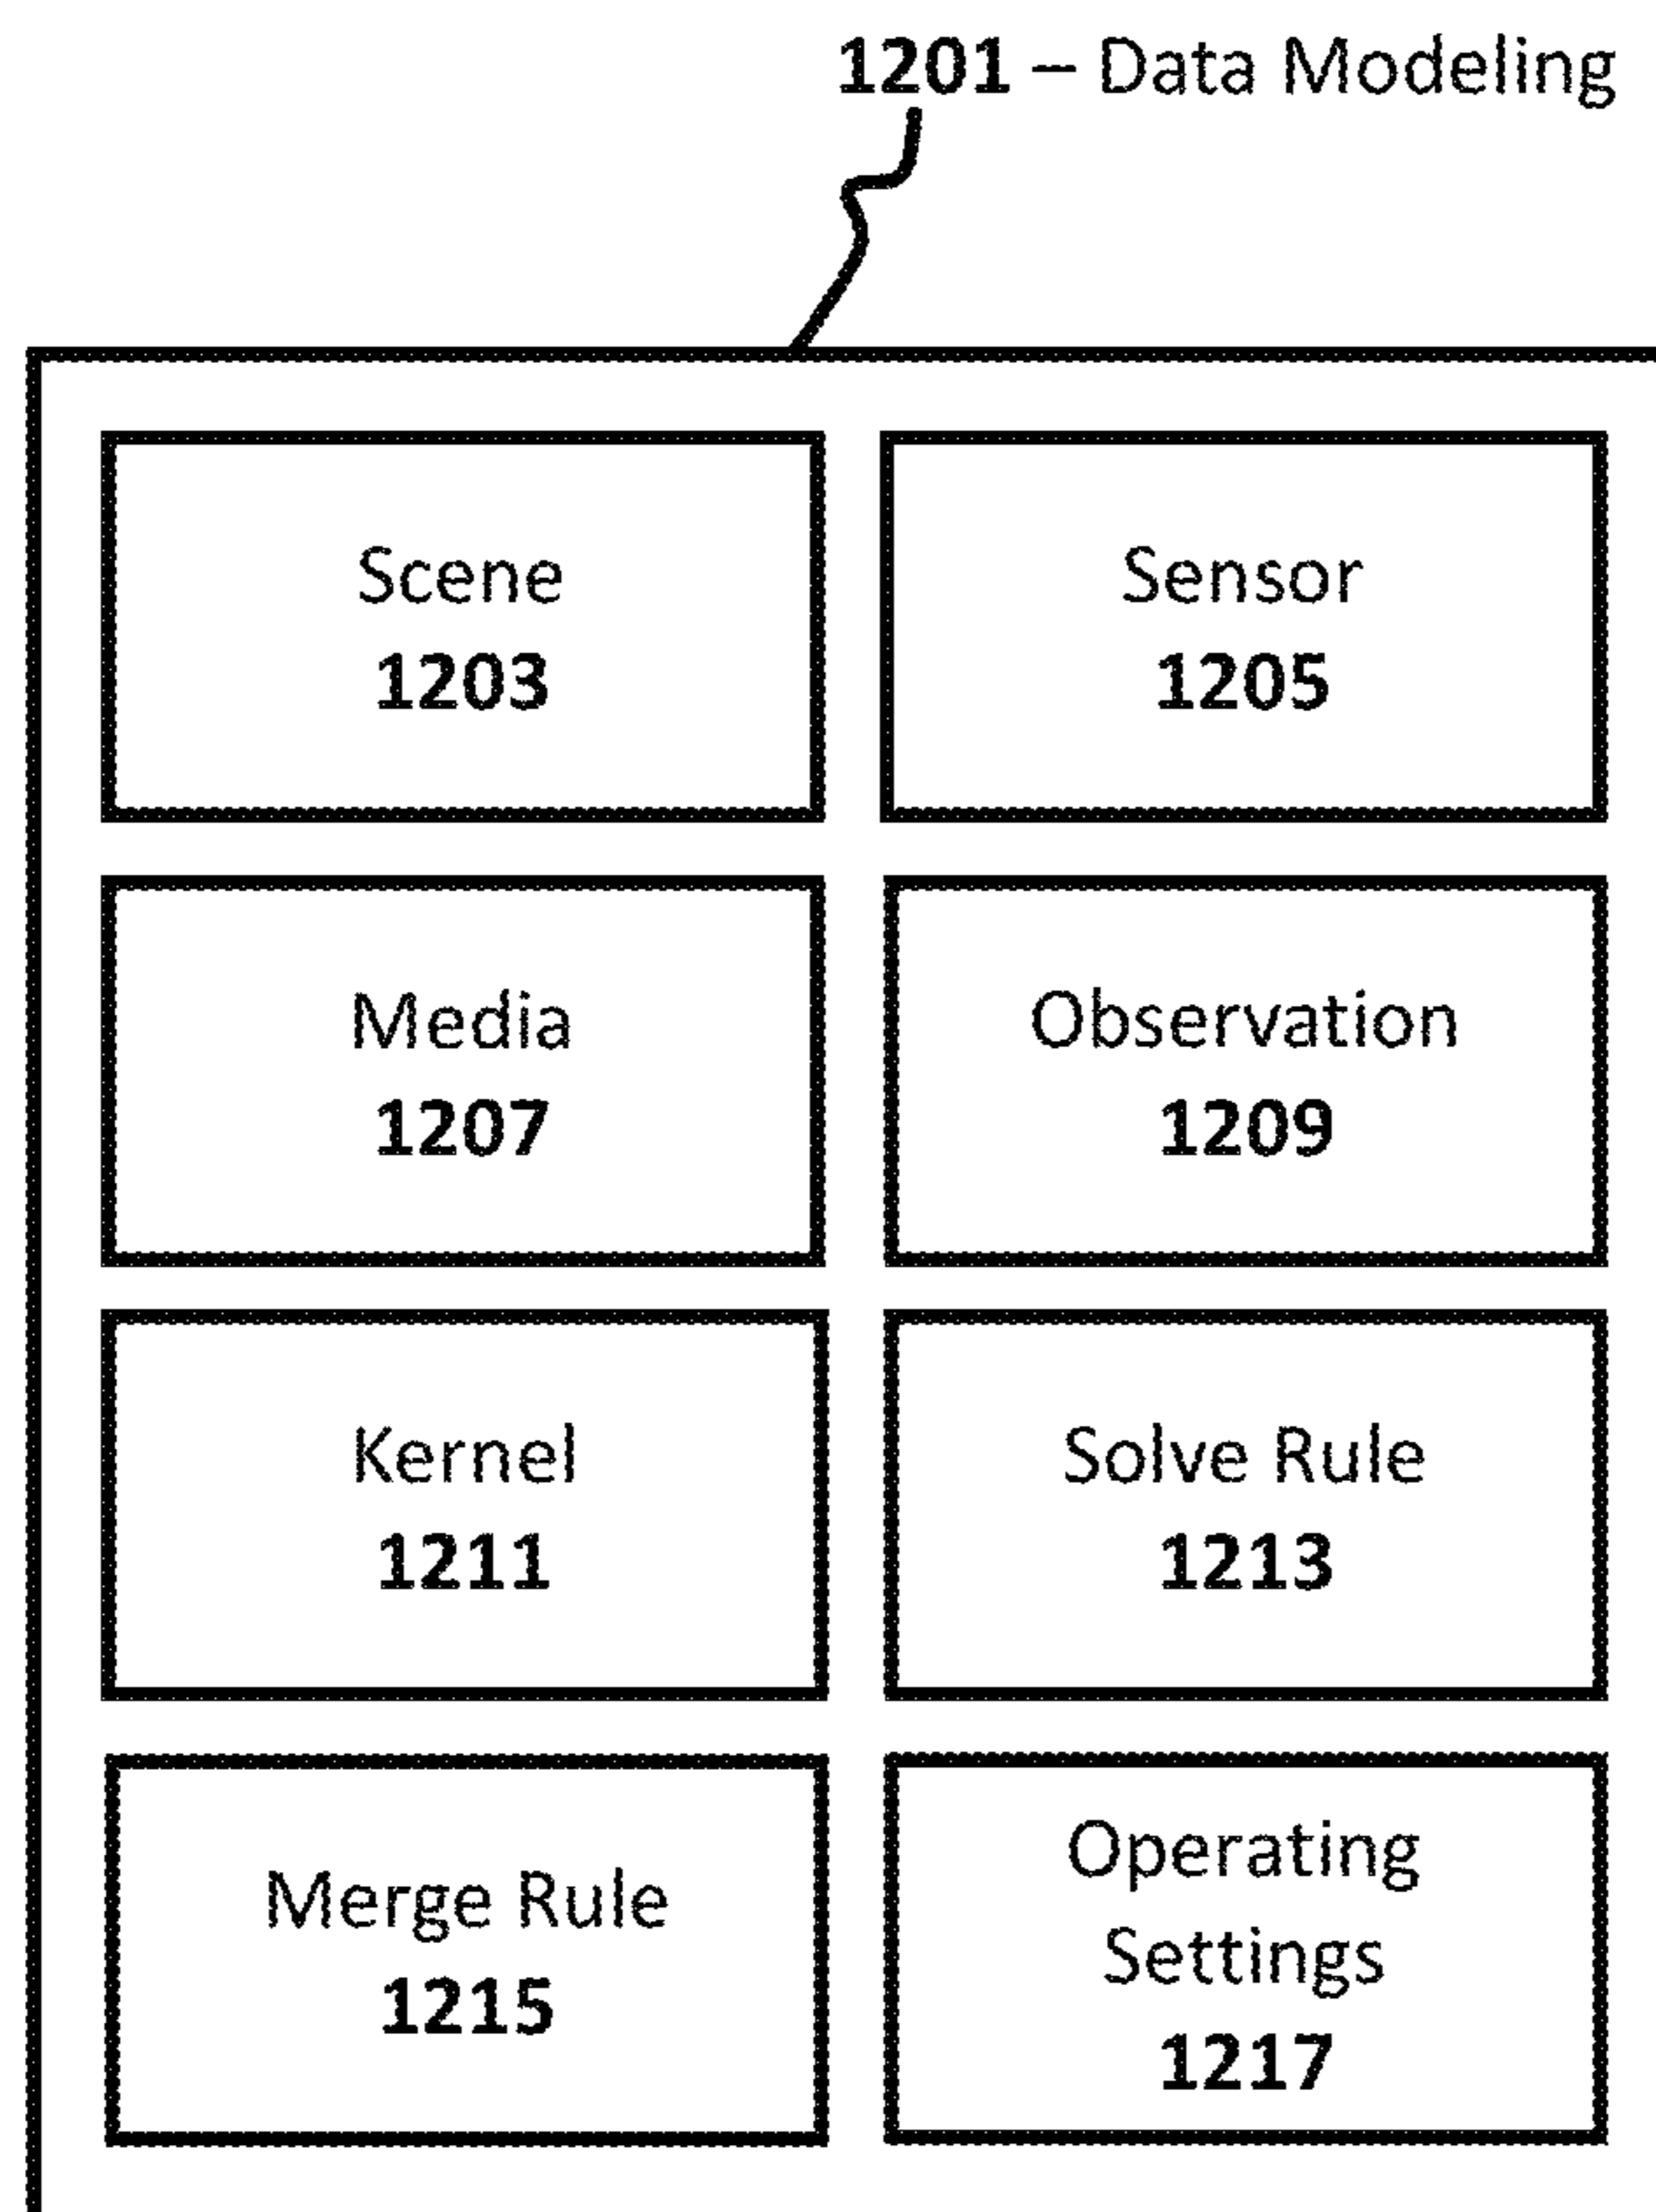 1201 – Data Modeling
Scene
1203
Sensor
1205
Media
1207
Observation
1209
Kernel
1211
Solve Rule
1213
Merge Rule
1215
Operating
Settings
1217